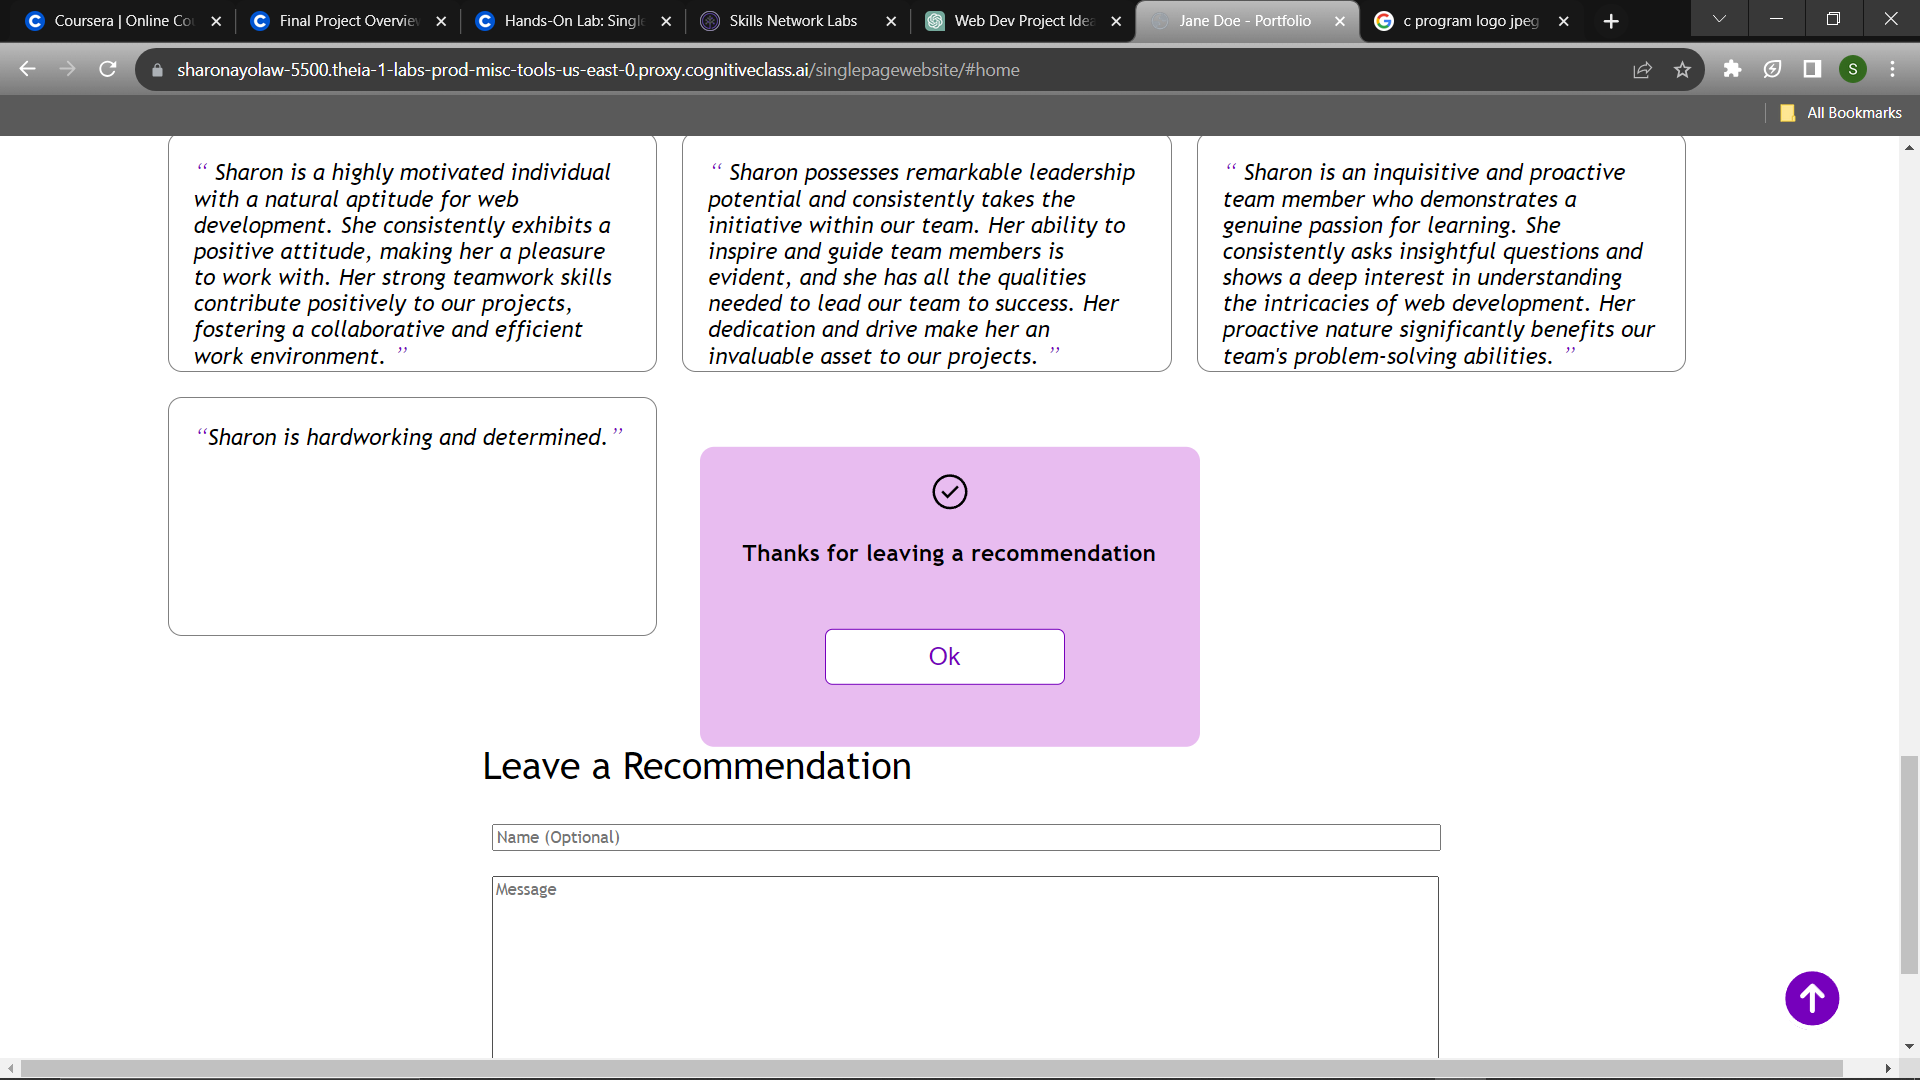 Coursera | Online Co
Final Project Overview
Hands-On Lab: Single
Skills Network Labs
Web Dev Project Idea
Jane Doe - Portfolio
c program logo jpeg
sharonayolaw-5500.theia-1-labs-prod-misc-tools-us-east-0.proxy.cognitiveclass.ai/singlepagewebsite/#home
S
All Bookmarks
“ Sharon is a highly motivated individual
with a natural aptitude for web
development. She consistently exhibits a
positive attitude, making her a pleasure
to work with. Her strong teamwork skills
contribute positively to our projects,
fostering a collaborative and efficient
work environment. ”
“ Sharon possesses remarkable leadership
potential and consistently takes the
initiative within our team. Her ability to
inspire and guide team members is
evident, and she has all the qualities
needed to lead our team to success. Her
dedication and drive make her an
invaluable asset to our projects. ”
“ Sharon is an inquisitive and proactive
team member who demonstrates a
genuine passion for learning. She
consistently asks insightful questions and
shows a deep interest in understanding
the intricacies of web development. Her
proactive nature significantly benefits our
team's problem-solving abilities. ”
“Sharon is hardworking and determined.”
Thanks for leaving a recommendation
Ok
Leave a Recommendation
Name (Optional)
Message